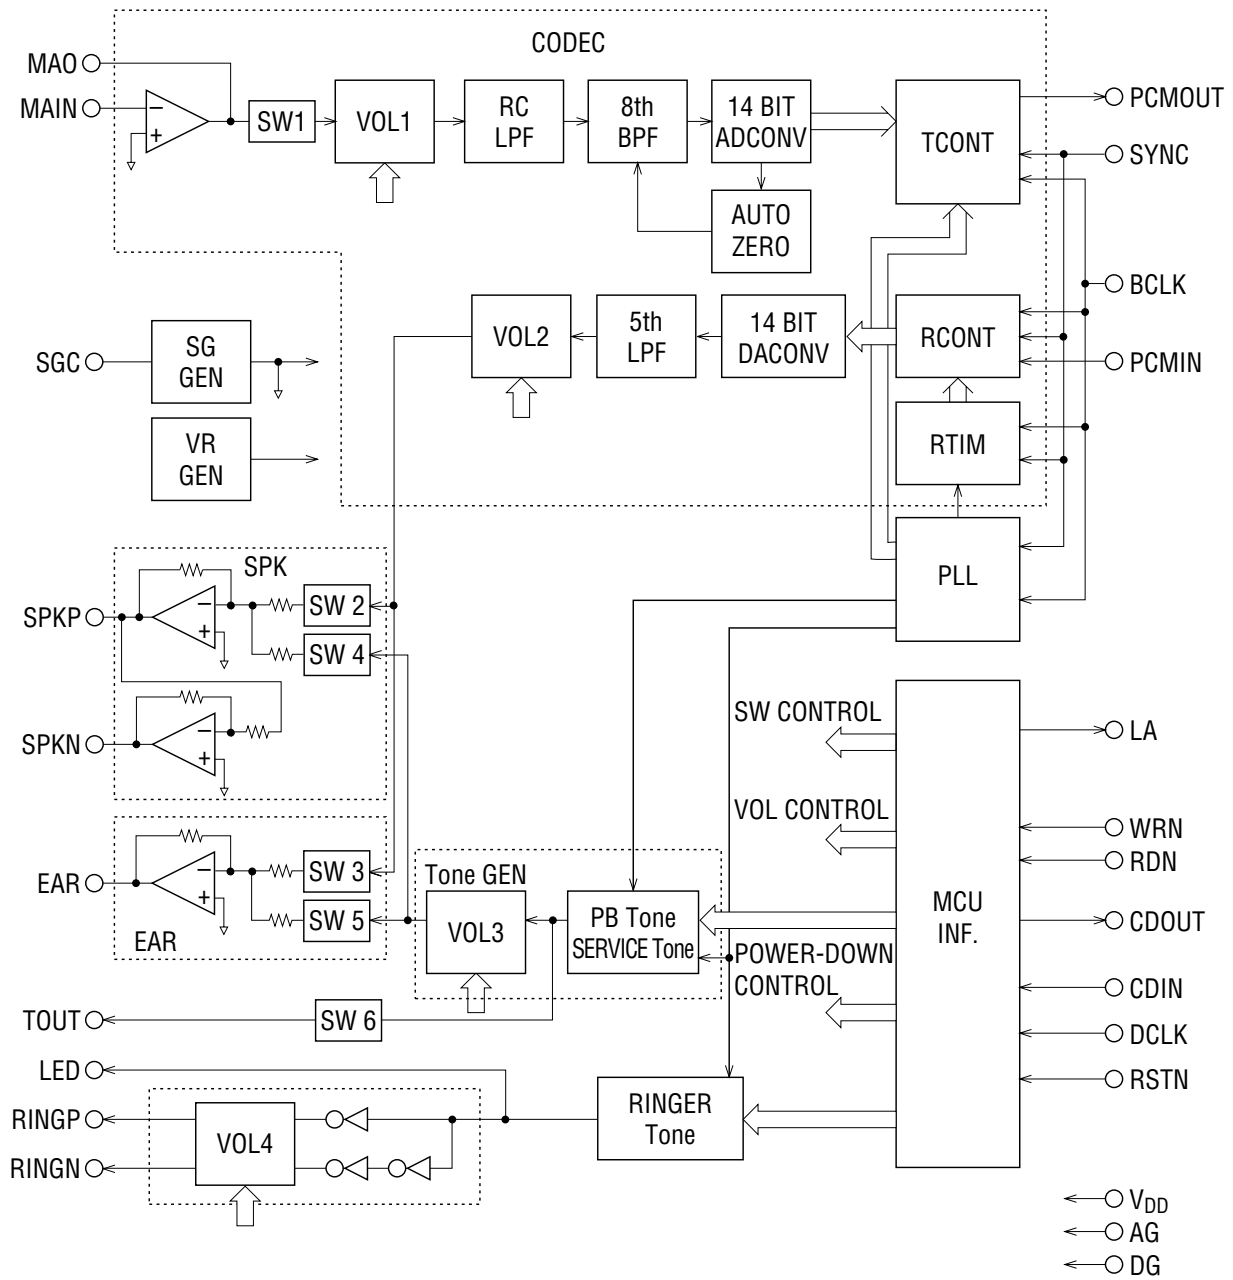 CODEC
MAO
MAIN
−
+
SW1
VOL1
RC
LPF
8th
BPF
14 BIT
ADCONV
TCONT
PCMOUT
SYNC
AUTO
ZERO
BCLK
SGC
SG
GEN
VOL2
5th
LPF
14 BIT
DACONV
RCONT
PCMIN
VR
GEN
RTIM
PLL
SPK
SPKP
−
+
SW 2
SW 4
SPKN
−
+
SW CONTROL
LA
VOL CONTROL
WRN
RDN
EAR
−
+
SW 3
SW 5
EAR
Tone GEN
VOL3
PB Tone
SERVICE Tone
MCU
INF.
CDOUT
POWER-DOWN
CONTROL
CDIN
TOUT
SW 6
DCLK
LED
RSTN
RINGP
RINGN
VOL4
RINGER
Tone
VDD
AG
DG